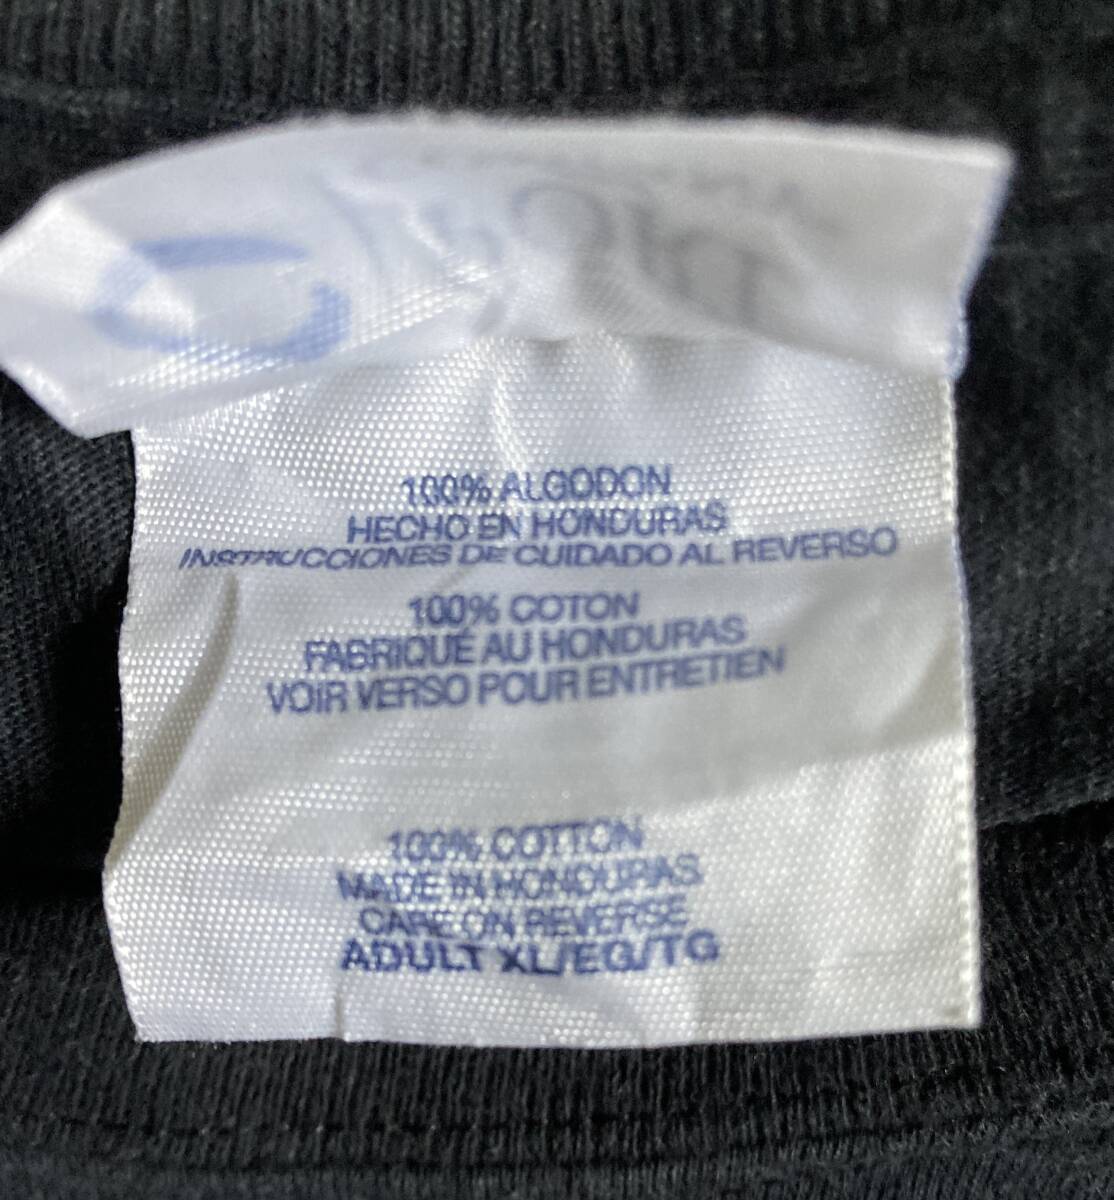 100% ALGODON
HECHO EN HONDURAS
INSTRUCCIONES DE CUIDADO AL REVERSO
100% COTON
FABRIQUÉ AU HONDURAS
VOIR VERSO POUR ENTRETIEN
100% COTTON
MADE IN HONDURAS
CARE ON REVERSE
ADULT XL/EG/TG